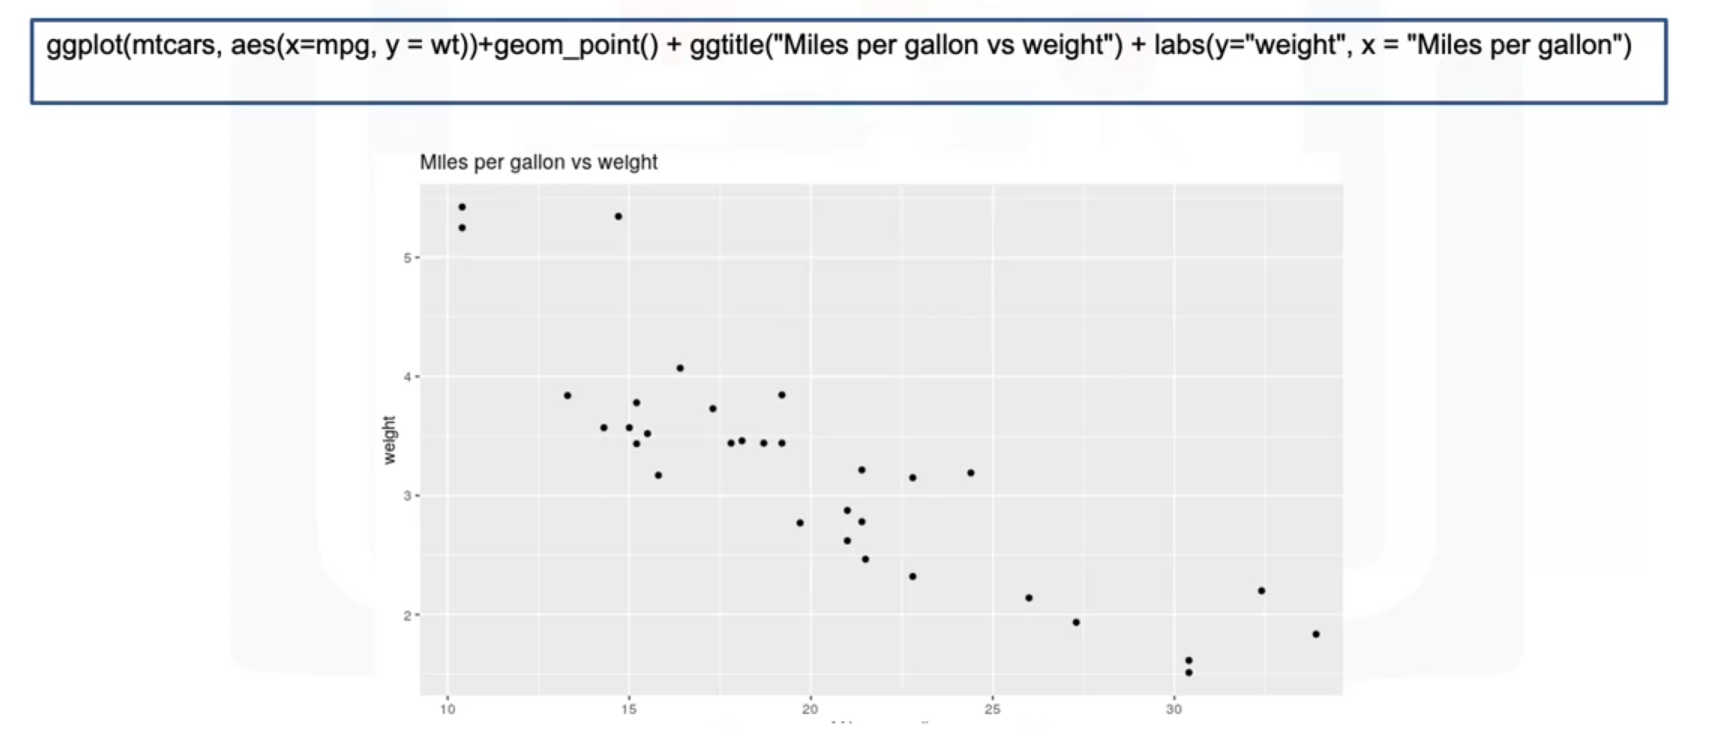 ggplot(mtcars, aes(x=mpg, y = wt))+geom_point() + ggtitle("Miles per gallon vs weight") + labs(y="weight", x = "Miles per gallon")
Miles per gallon vs weight
5
4
weight
3
2
10 15 20 25 30